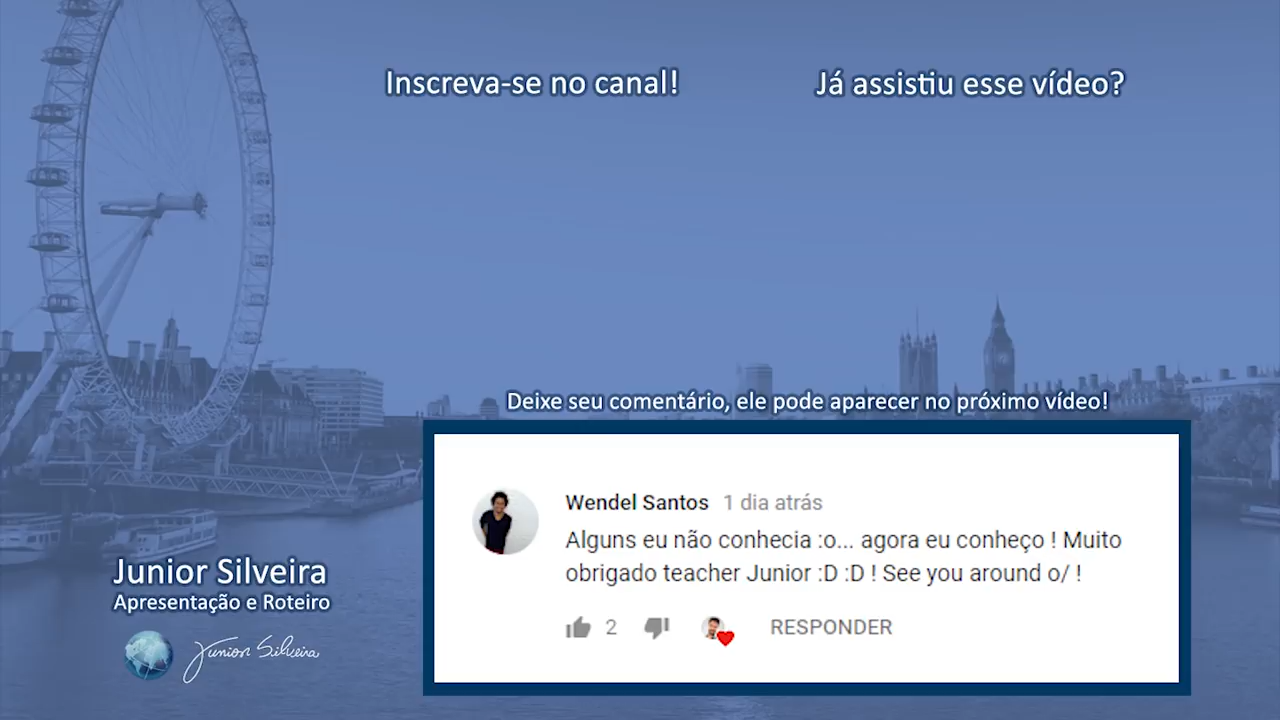 Inscreva-se no canal!
Já assistiu esse vídeo?
Deixe seu comentário, ele pode aparecer no próximo vídeo!
Wendel Santos 1 dia atrás
Alguns eu não conhecia :o... agora eu conheço ! Muito
obrigado teacher Junior :D :D ! See you around o/ !
2
RESPONDER
Junior Silveira
Apresentação e Roteiro
Junior Silveira